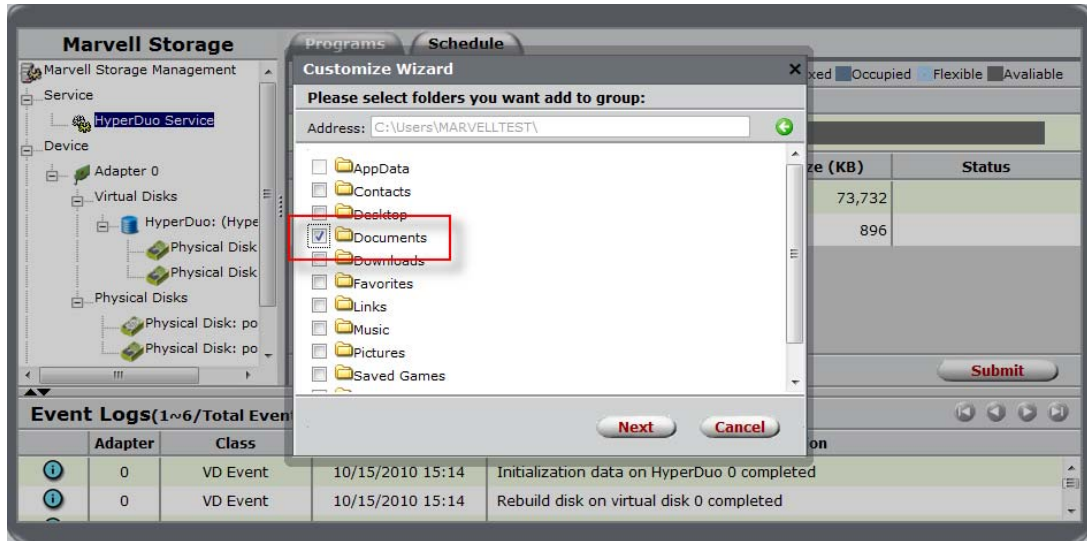 Marvell Storage
Marvell Storage Management
Service
HyperDuo Service
Device
Adapter 0
Virtual Disks
HyperDuo: (Hype
Physical Disk
Physical Disk
Physical Disks
Physical Disk: po
Physical Disk: po
Programs
Schedule
xed Occupied Flexible Avaliable
Customize Wizard
Please select folders you want add to group:
Address: C:\Users\MARVELLTEST\
AppData
Contacts
Desktop
Documents
Downloads
Favorites
Links
Music
Pictures
Saved Games
Next Cancel
ze (KB) Status
73,732
896
Submit
Event Logs(1~6/Total Even
Adapter Class on
0 VD Event 10/15/2010 15:14 Initialization data on HyperDuo 0 completed
0 VD Event 10/15/2010 15:14 Rebuild disk on virtual disk 0 completed